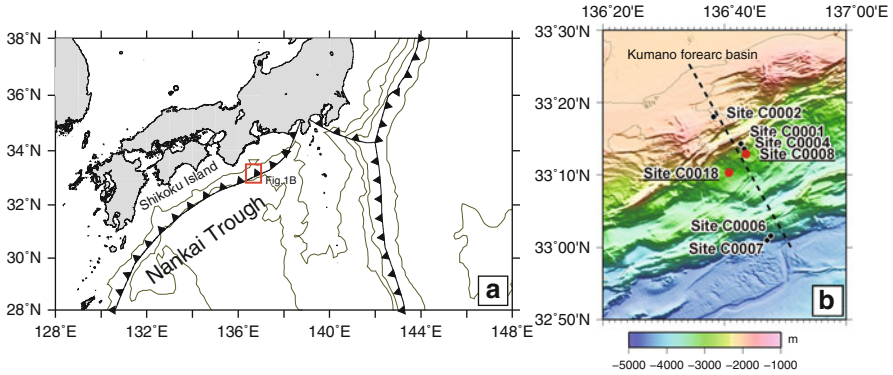 38°N
36°N
34°N
32°N
30°N
28°N
128°E
132°E
136°E
140°E
144°E
148°E
Shikoku Island
Nankai Trough
Fig.1B
a
136°20'E
136°40'E
137°00'E
33°30'N
33°20'N
33°10'N
33°00'N
32°50'N
Kumano forearc basin
Site C0002
Site C0001
Site C0004
Site C0008
Site C0018
Site C0006
Site C0007
b
m
−5000
−4000
−3000
−2000
−1000